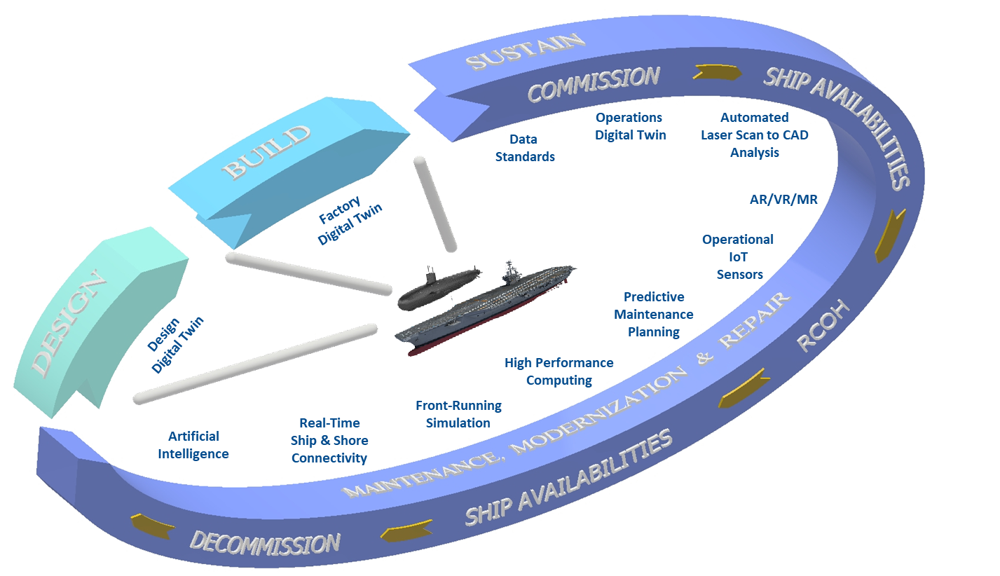 SUSTAIN
COMMISSION
SHIP AVAILABILITIES
BUILD
Data
Standards
Operations
Digital Twin
Automated
Laser Scan to CAD
Analysis
AR/VR/MR
Factory
Digital Twin
Operational
IoT
Sensors
DESIGN
Design
Digital Twin
Predictive
Maintenance
Planning
RCOH
High Performance
Computing
MAINTENANCE, MODERNIZATION & REPAIR
Front-Running
Simulation
Real-Time
Ship & Shore
Connectivity
Artificial
Intelligence
SHIP AVAILABILITIES
DECOMMISSION